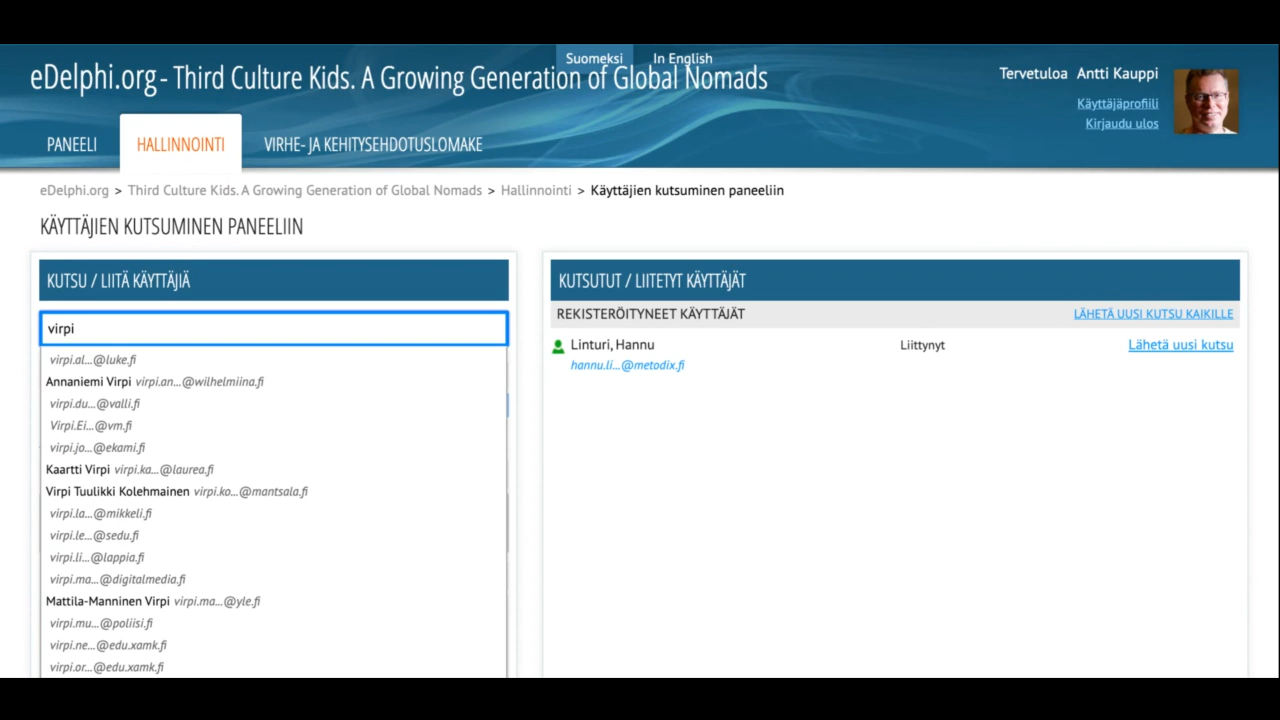 Suomeksi In English
eDelphi.org - Third Culture Kids. A Growing Generation of Global Nomads
Tervetuloa Antti Kauppi
Käyttäjäprofiili
Kirjaudu ulos
PANEELI HALLINNOINTI VIRHE- JA KEHITYSEHDOTUSLOMAKE
eDelphi.org > Third Culture Kids. A Growing Generation of Global Nomads > Hallinnointi > Käyttäjien kutsuminen paneeliin
KÄYTTÄJIEN KUTSUMINEN PANEELIIN
KUTSU / LIITÄ KÄYTTÄJIÄ
virpi
virpi.al...@luke.fi
Annaniemi Virpi virpi.an...@wilhelmiina.fi
virpi.du...@valli.fi
Virpi.Ei...@vm.fi
virpi.jo...@ekami.fi
Kaartti Virpi virpi.ka...@laurea.fi
Virpi Tuulikki Kolehmainen virpi.ko...@mantsala.fi
virpi.la...@mikkeli.fi
virpi.le...@sedu.fi
virpi.li...@lappia.fi
virpi.ma...@digitalmedia.fi
Mattila-Manninen Virpi virpi.ma...@yle.fi
virpi.mu...@poliisi.fi
virpi.ne...@edu.xamk.fi
virpi.or...@edu.xamk.fi
KUTSUTUT / LIITETYT KÄYTTÄJÄT
REKISTERÖITYNEET KÄYTTÄJÄT LÄHETÄ UUSI KUTSU KAIKILLE
Linturi, Hannu Liittynyt Lähetä uusi kutsu
hannu.li...@metodix.fi